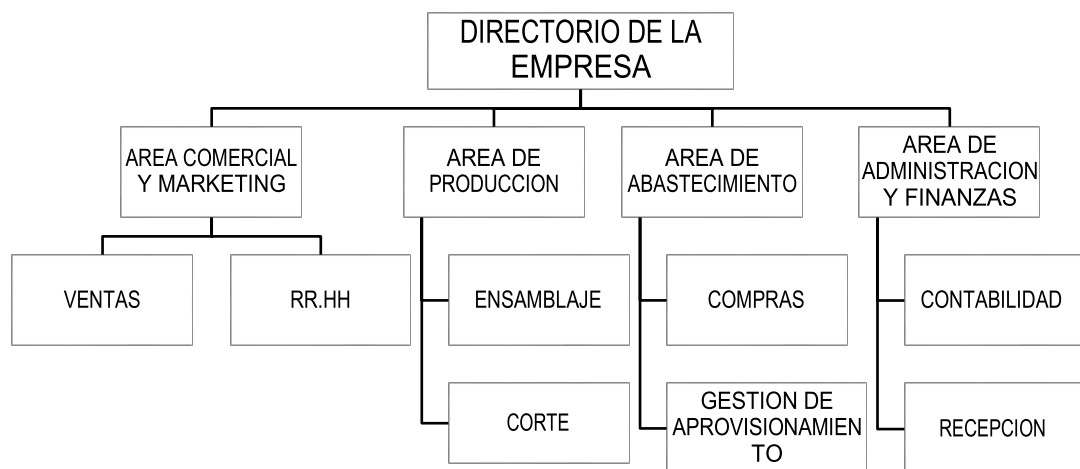 DIRECTORIO DE LA
EMPRESA
AREA COMERCIAL
Y MARKETING
AREA DE
PRODUCCION
AREA DE
ABASTECIMIENTO
AREA DE
ADMINISTRACION
Y FINANZAS
VENTAS
RR.HH
ENSAMBLAJE
COMPRAS
CONTABILIDAD
CORTE
GESTION DE
APROVISIONAMIEN
TO
RECEPCION